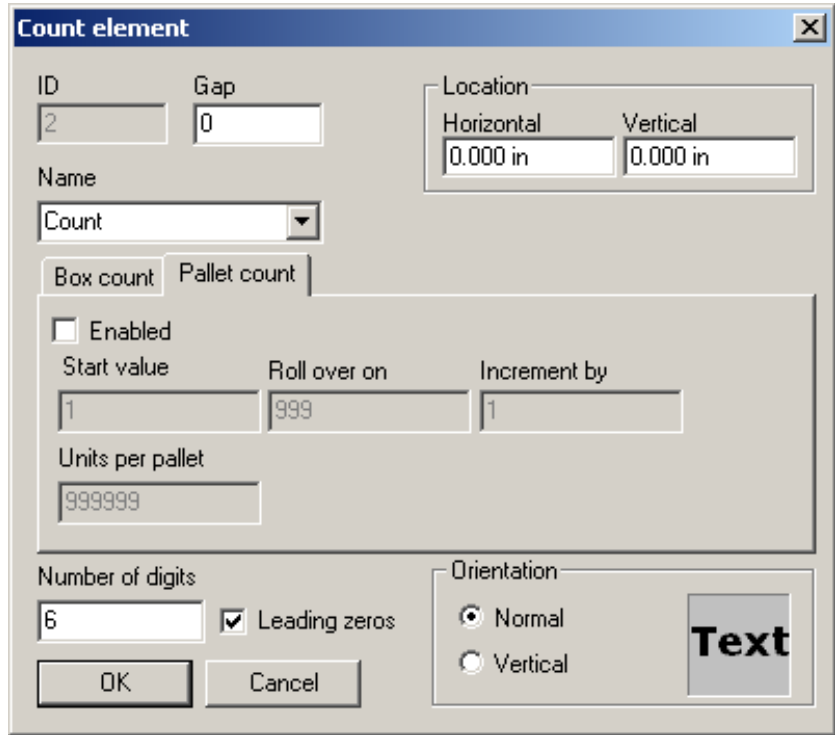 Count element
ID Gap
2 0
Name
Count
Location
Horizontal Vertical
0.000 in 0.000 in
Box count Pallet count
Enabled
Start value Roll over on Increment by
1 999 1
Units per pallet
999999
Number of digits
6 Leading zeros
OK Cancel
Orientation
Normal
Vertical
Text